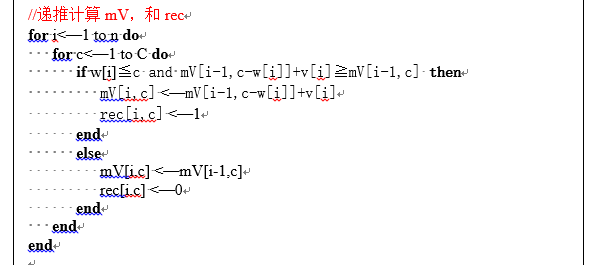 //递推计算 mV，和 rec
for i<—1 to n do
for c<—1 to C do
if w[i]≦c and mV[i-1,c-w[i]]+v[i]≧mV[i-1,c] then
mV[i,c] <—mV[i-1,c-w[i]]+v[i]
rec[i,c] <—1
end
else
mV[i,c] <—mV[i-1,c]
rec[i,c] <—0
end
end
end